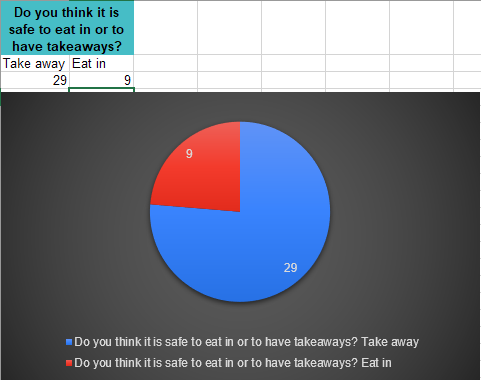 Do you think it is
safe to eat in or to
have takeaways?
Take away Eat in
29 9
9
29
Do you think it is safe to eat in or to have takeaways? Take away
Do you think it is safe to eat in or to have takeaways? Eat in